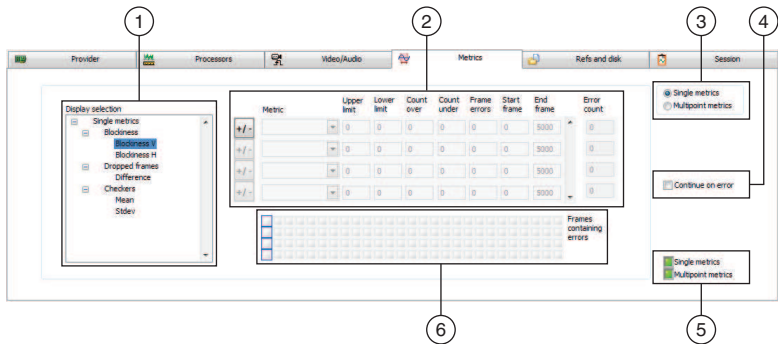 1
2
3
4
Provider
Processors
Video/Audio
Metrics
Refs and disk
Session
Display selection
Single metrics
Blockiness
Blockiness V
Blockiness H
Dropped frames
Difference
Checkers
Mean
Stdev
Metric
Upper limit
Lower limit
Count over
Count under
Frame errors
Start frame
End frame
Error count
+/- 0 0 0 0 0 0 5000 0
+/- 0 0 0 0 0 0 5000 0
+/- 0 0 0 0 0 0 5000 0
+/- 0 0 0 0 0 0 5000 0
Frames containing errors
Single metrics
Multipoint metrics
Continue on error
Single metrics
Multipoint metrics
6
5